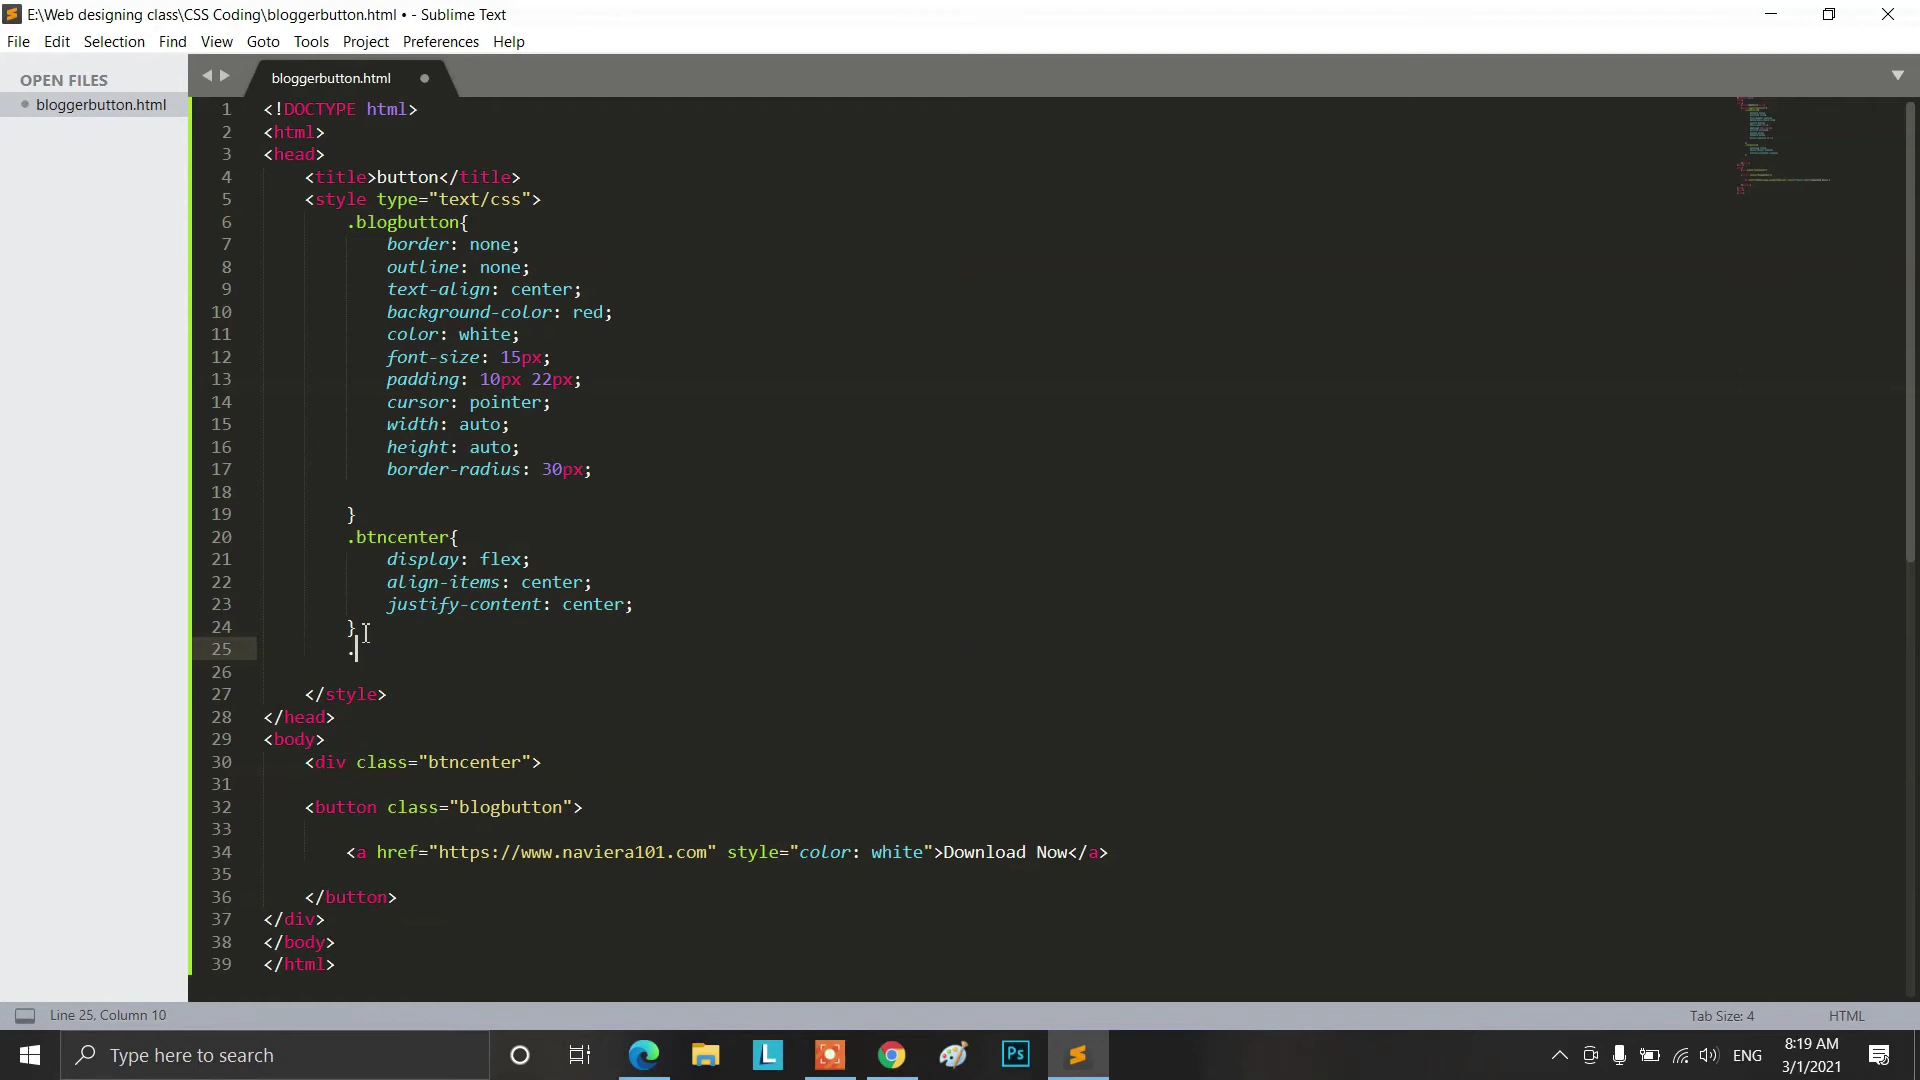 E:\Web designing class\CSS Coding\bloggerbutton.html • - Sublime Text
File Edit Selection Find View Goto Tools Project Preferences Help
OPEN FILES
bloggerbutton.html
bloggerbutton.html
1 <!DOCTYPE html>
2 <html>
3 <head>
4 <title>button</title>
5 <style type="text/css">
6 .blogbutton{
7 border: none;
8 outline: none;
9 text-align: center;
10 background-color: red;
11 color: white;
12 font-size: 15px;
13 padding: 10px 22px;
14 cursor: pointer;
15 width: auto;
16 height: auto;
17 border-radius: 30px;
18
19 }
20 .btncenter{
21 display: flex;
22 align-items: center;
23 justify-content: center;
24 }
25 .
26
27 </style>
28 </head>
29 <body>
30 <div class="btncenter">
31
32 <button class="blogbutton">
33
34 <a href="https://www.naviera101.com" style="color: white">Download Now</a>
35
36 </button>
37 </div>
38 </body>
39 </html>
Line 25, Column 10
Tab Size: 4 HTML
Type here to search
L
Ps
ENG
8:19 AM
3/1/2021